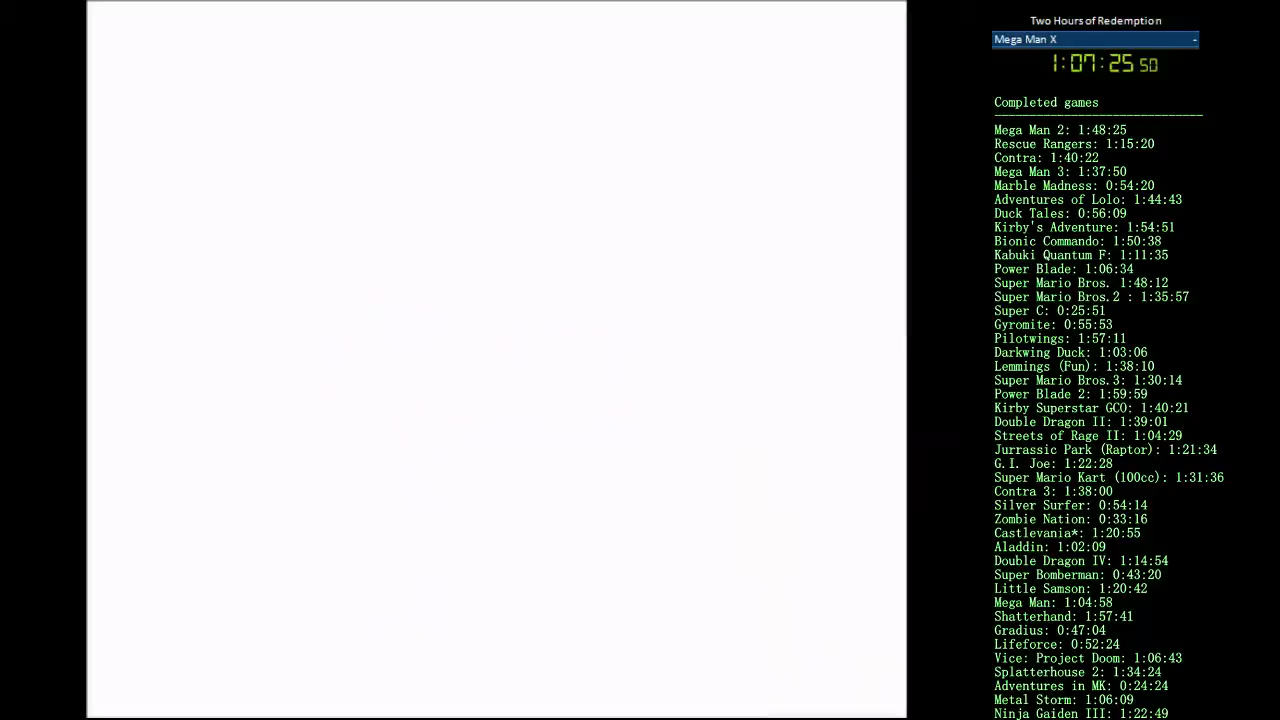 Two Hours of Redemption
Mega Man X -
1:07:25 50
Completed games
------------------------------
Mega Man 2: 1:48:25
Rescue Rangers: 1:15:20
Contra: 1:40:22
Mega Man 3: 1:37:50
Marble Madness: 0:54:20
Adventures of Lolo: 1:44:43
Duck Tales: 0:56:09
Kirby's Adventure: 1:54:51
Bionic Commando: 1:50:38
Kabuki Quantum F: 1:11:35
Power Blade: 1:06:34
Super Mario Bros. 1:48:12
Super Mario Bros.2 : 1:35:57
Super C: 0:25:51
Gyromite: 0:55:53
Pilotwings: 1:57:11
Darkwing Duck: 1:03:06
Lemmings (Fun): 1:38:10
Super Mario Bros.3: 1:30:14
Power Blade 2: 1:59:59
Kirby Superstar GCO: 1:40:21
Double Dragon II: 1:39:01
Streets of Rage II: 1:04:29
Jurrassic Park (Raptor): 1:21:34
G.I. Joe: 1:22:28
Super Mario Kart (100cc): 1:31:36
Contra 3: 1:38:00
Silver Surfer: 0:54:14
Zombie Nation: 0:33:16
Castlevania*: 1:20:55
Aladdin: 1:02:09
Double Dragon IV: 1:14:54
Super Bomberman: 0:43:20
Little Samson: 1:20:42
Mega Man: 1:04:58
Shatterhand: 1:57:41
Gradius: 0:47:04
Lifeforce: 0:52:24
Vice: Project Doom: 1:06:43
Splatterhouse 2: 1:34:24
Adventures in MK: 0:24:24
Metal Storm: 1:06:09
Ninja Gaiden III: 1:22:49